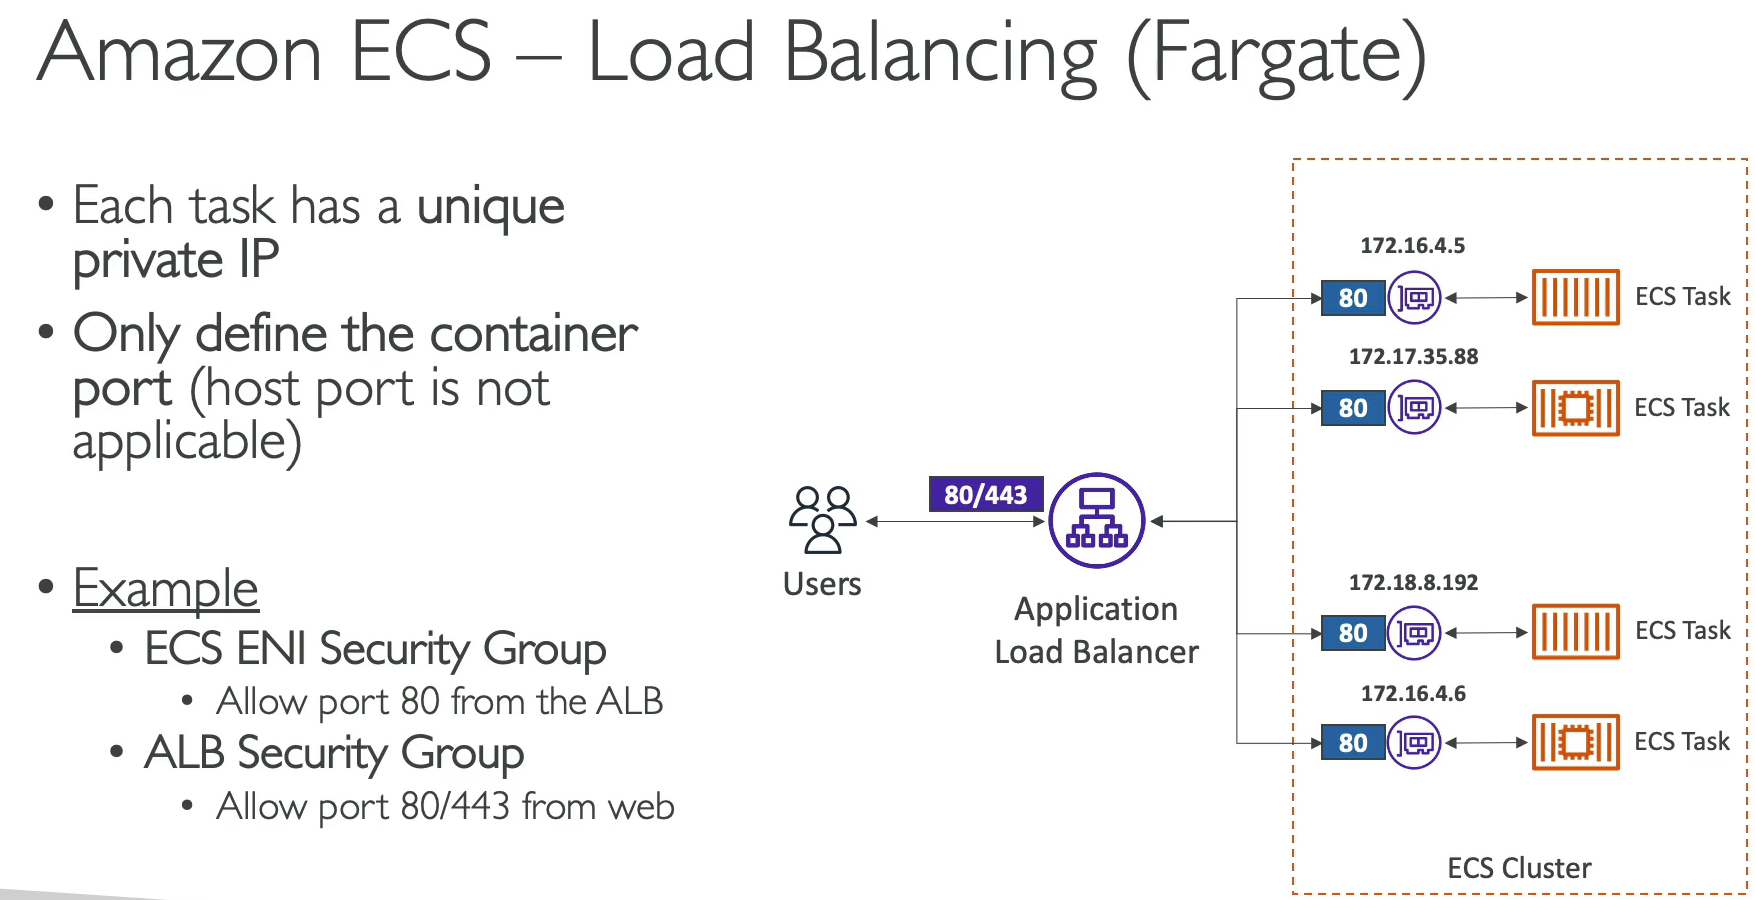 Amazon ECS – Load Balancing (Fargate)
• Each task has a unique
private IP
• Only define the container
port (host port is not
applicable)
• Example
• ECS ENI Security Group
• Allow port 80 from the ALB
• ALB Security Group
• Allow port 80/443 from web
Users
80/443
Application
Load Balancer
172.16.4.5
80
ECS Task
172.17.35.88
80
ECS Task
172.18.8.192
80
ECS Task
172.16.4.6
80
ECS Task
ECS Cluster